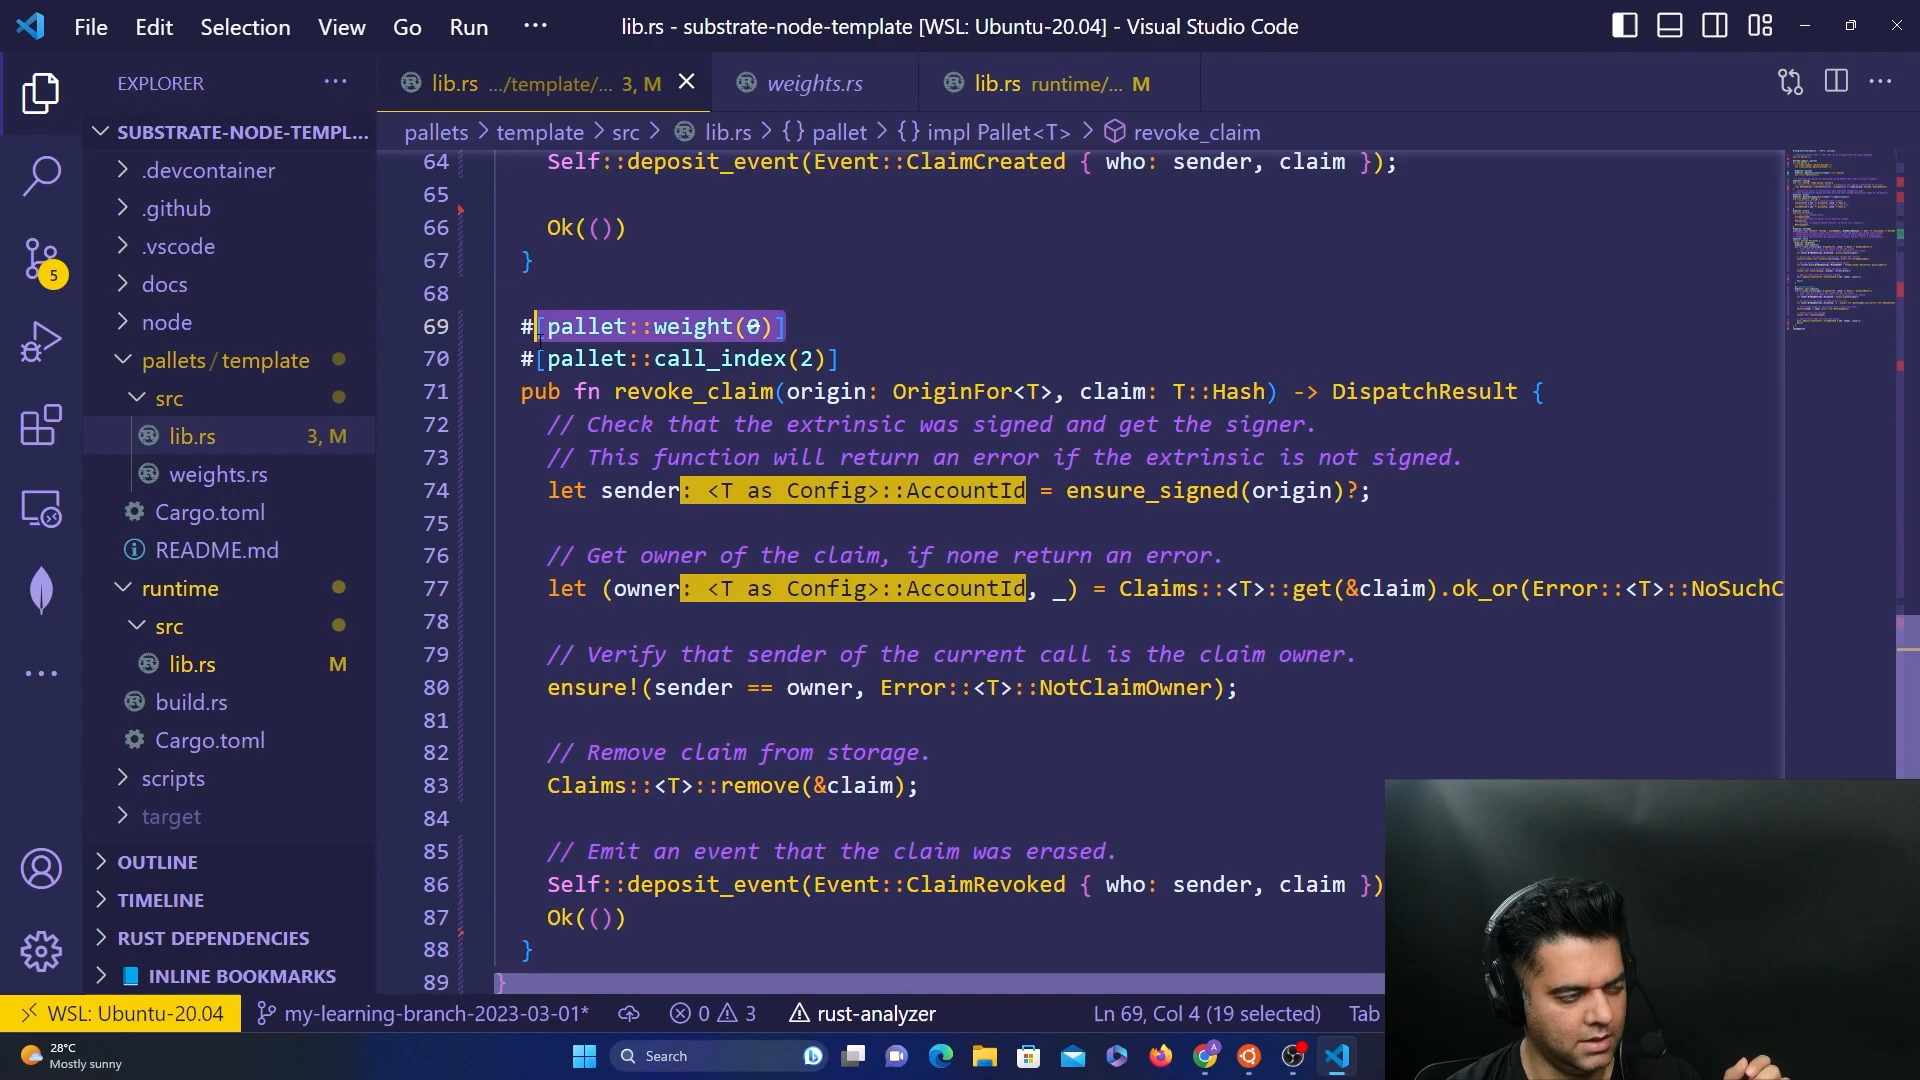 File Edit Selection View Go Run ··· lib.rs - substrate-node-template [WSL: Ubuntu-20.04] - Visual Studio Code
EXPLORER ···
lib.rs .../template/... 3, M
weights.rs
lib.rs runtime/... M
SUBSTRATE-NODE-TEMPL...
pallets > template > src > lib.rs > {} pallet > {} impl Pallet<T> > revoke_claim
.devcontainer
.github
.vscode
docs
node
pallets/template
src
lib.rs 3, M
weights.rs
Cargo.toml
README.md
runtime
src
lib.rs M
build.rs
Cargo.toml
scripts
target
OUTLINE
TIMELINE
RUST DEPENDENCIES
INLINE BOOKMARKS
5
64 Self::deposit_event(Event::ClaimCreated { who: sender, claim });
65
66 Ok(())
67 }
68
69 #[pallet::weight(0)]
70 #[pallet::call_index(2)]
71 pub fn revoke_claim(origin: OriginFor<T>, claim: T::Hash) -> DispatchResult {
72 // Check that the extrinsic was signed and get the signer.
73 // This function will return an error if the extrinsic is not signed.
74 let sender: <T as Config>::AccountId = ensure_signed(origin)?;
75
76 // Get owner of the claim, if none return an error.
77 let (owner: <T as Config>::AccountId, _) = Claims::<T>::get(&claim).ok_or(Error::<T>::NoSuchC
78
79 // Verify that sender of the current call is the claim owner.
80 ensure!(sender == owner, Error::<T>::NotClaimOwner);
81
82 // Remove claim from storage.
83 Claims::<T>::remove(&claim);
84
85 // Emit an event that the claim was erased.
86 Self::deposit_event(Event::ClaimRevoked { who: sender, claim })
87 Ok(())
88 }
89 }
WSL: Ubuntu-20.04 my-learning-branch-2023-03-01* 0 3 rust-analyzer Ln 69, Col 4 (19 selected) Tab
28°C
Mostly sunny
Search